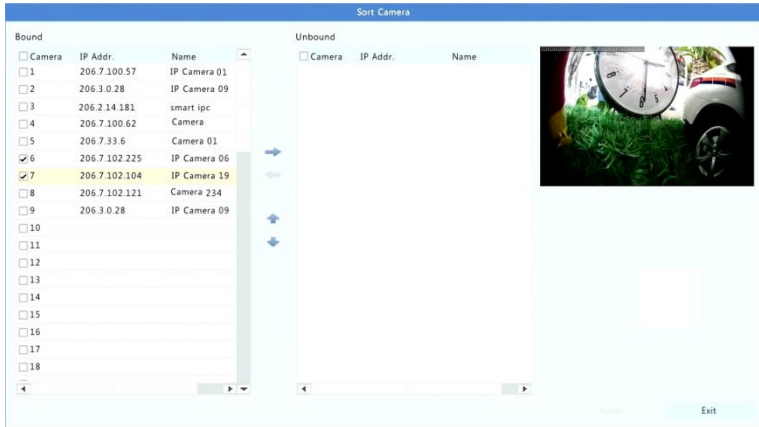 Sort Camera
Bound
Unbound
Camera IP Addr. Name
Camera IP Addr. Name
1 206.7.100.57 IP Camera 01
2 206.3.0.28 IP Camera 09
3 206.2.14.181 smart ipc
4 206.7.100.62 Camera
5 206.7.33.6 Camera 01
6 206.7.102.225 IP Camera 06
7 206.7.102.104 IP Camera 19
8 206.7.102.121 Camera 234
9 206.3.0.28 IP Camera 09
10
11
12
13
14
15
16
17
18
Apply Exit